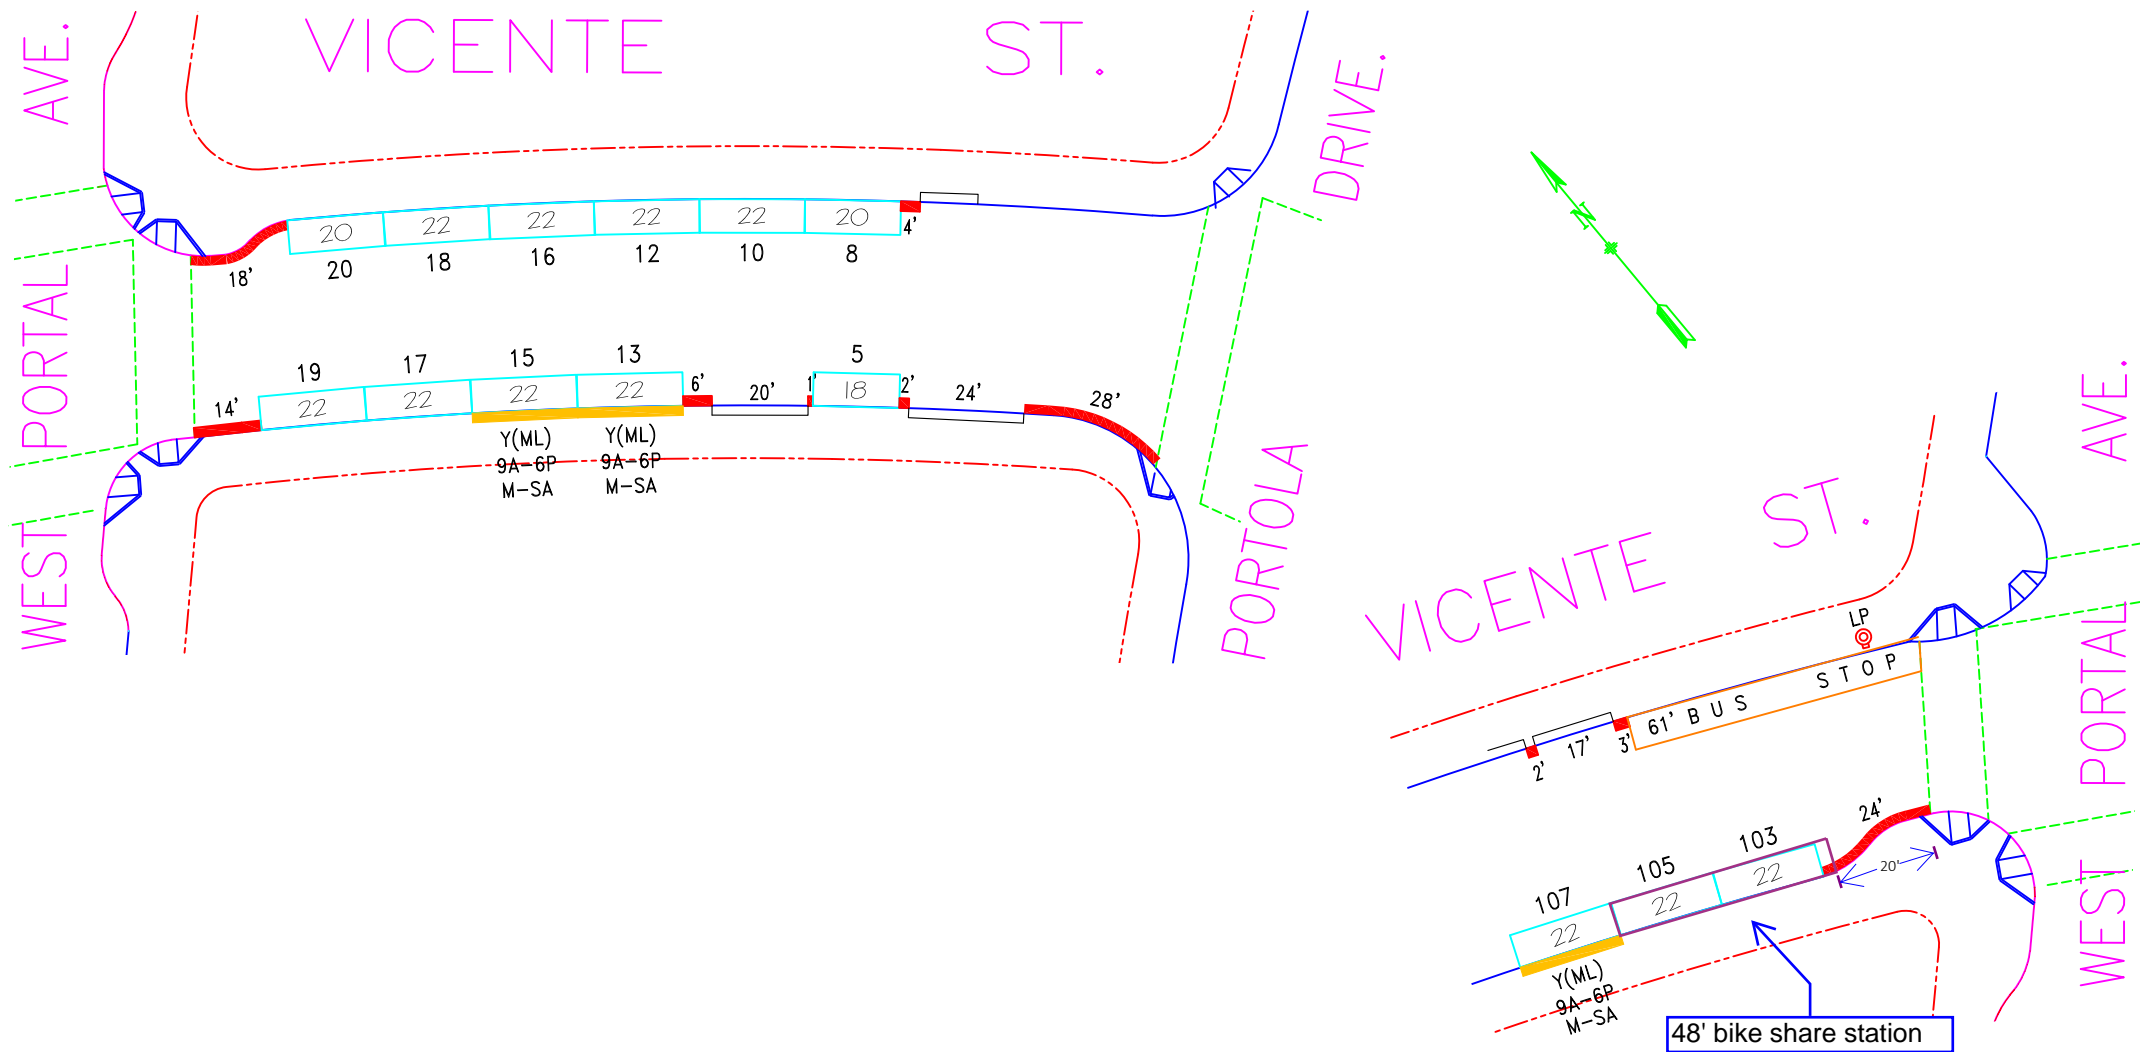 VICENTE ST.
WEST PORTAL AVE.
PORTOLA DRIVE.
20 22 22 22 22 20
18' 20 18 16 12 10 8 4'
19 17 15 13 6' 20' 1' 5 2' 24' 28'
14' 22 22 22 22 18
Y(ML) Y(ML)
9A-6P 9A-6P
M-SA M-SA
N
VICENTE ST.
WEST PORTAL AVE.
LP
61' BUS STOP
2' 17' 3'
24'
20'
107 105 103
22 22 22
Y(ML)
9A-6P
M-SA
48' bike share station